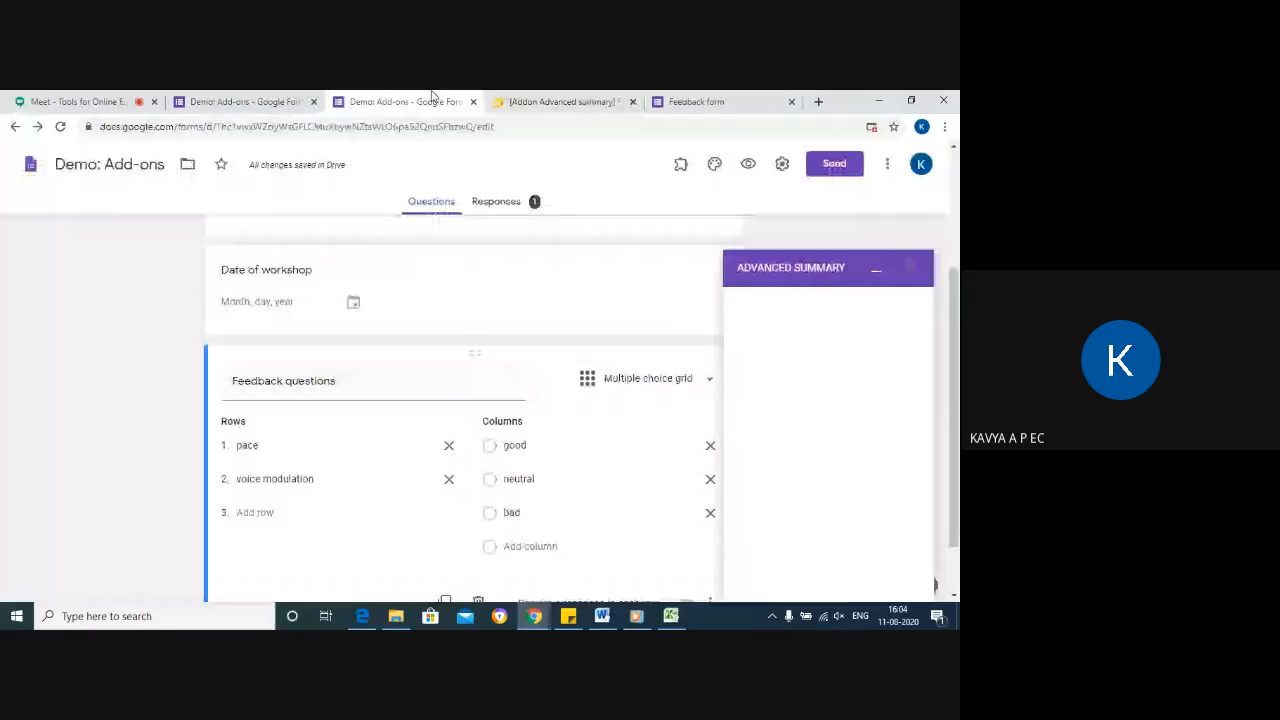 Meet - Tools for Online E.
Demo: Add-ons - Google For
Demo: Add-ons - Google For
[Addon Advanced summary] F
Feedback form
Demo: Add-ons
All changes saved in Drive
Send
K
Questions
Responses
1
Date of workshop
Month, day, year
ADVANCED SUMMARY
Feedback questions
Multiple choice grid
Rows
Columns
1. pace
good
2. voice modulation
neutral
3. Add row
bad
Add column
K
KAVYA A P EC
Type here to search
ENG
16:04
11-08-2020